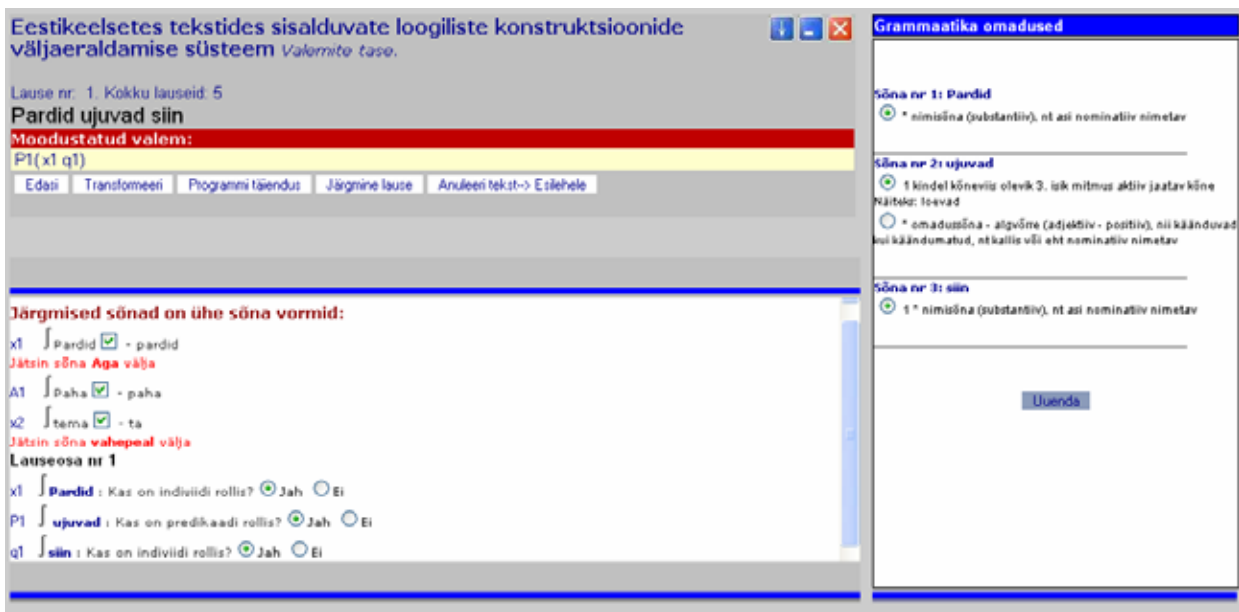 Eestikeelsetes tekstides sisalduvate loogiliste konstruktsioonide
väljaeraldamise süsteem Valemite tase.
Lause nr: 1. Kokku lauseid: 5
Pardid ujuvad siin
Moodustatud valem:
P1(x1 q1)
Edasi Transformeeri Programmi täiendus Järgmine lause Anuleeri tekst--> Esilehele
Järgmised sõnad on ühe sõna vormid:
x1 ∫ Pardid - pardid
Jätsin sõna Aga välja
A1 ∫ Paha - paha
x2 ∫ tema - ta
Jätsin sõna vahepeal välja
Lauseosa nr 1
x1 ∫ Pardid : Kas on indiviidi rollis? Jah Ei
P1 ∫ ujuvad : Kas on predikaadi rollis? Jah Ei
q1 ∫ siin : Kas on indiviidi rollis? Jah Ei
Grammaatika omadused
Sõna nr 1: Pardid
* nimisõna (substantiiv), nt asi nominatiiv nimetav
Sõna nr 2: ujuvad
1 kindel kõneviis olevik 3. isik mitmus aktiiv jaatav kõne
Näiteks: loevad
* omadussõna - algvõrre (adjektiiv - positiiv), nii käänduvad
kui käändumatud, nt kallis või eht nominatiiv nimetav
Sõna nr 3: siin
1 * nimisõna (substantiiv), nt asi nominatiiv nimetav
Uuenda